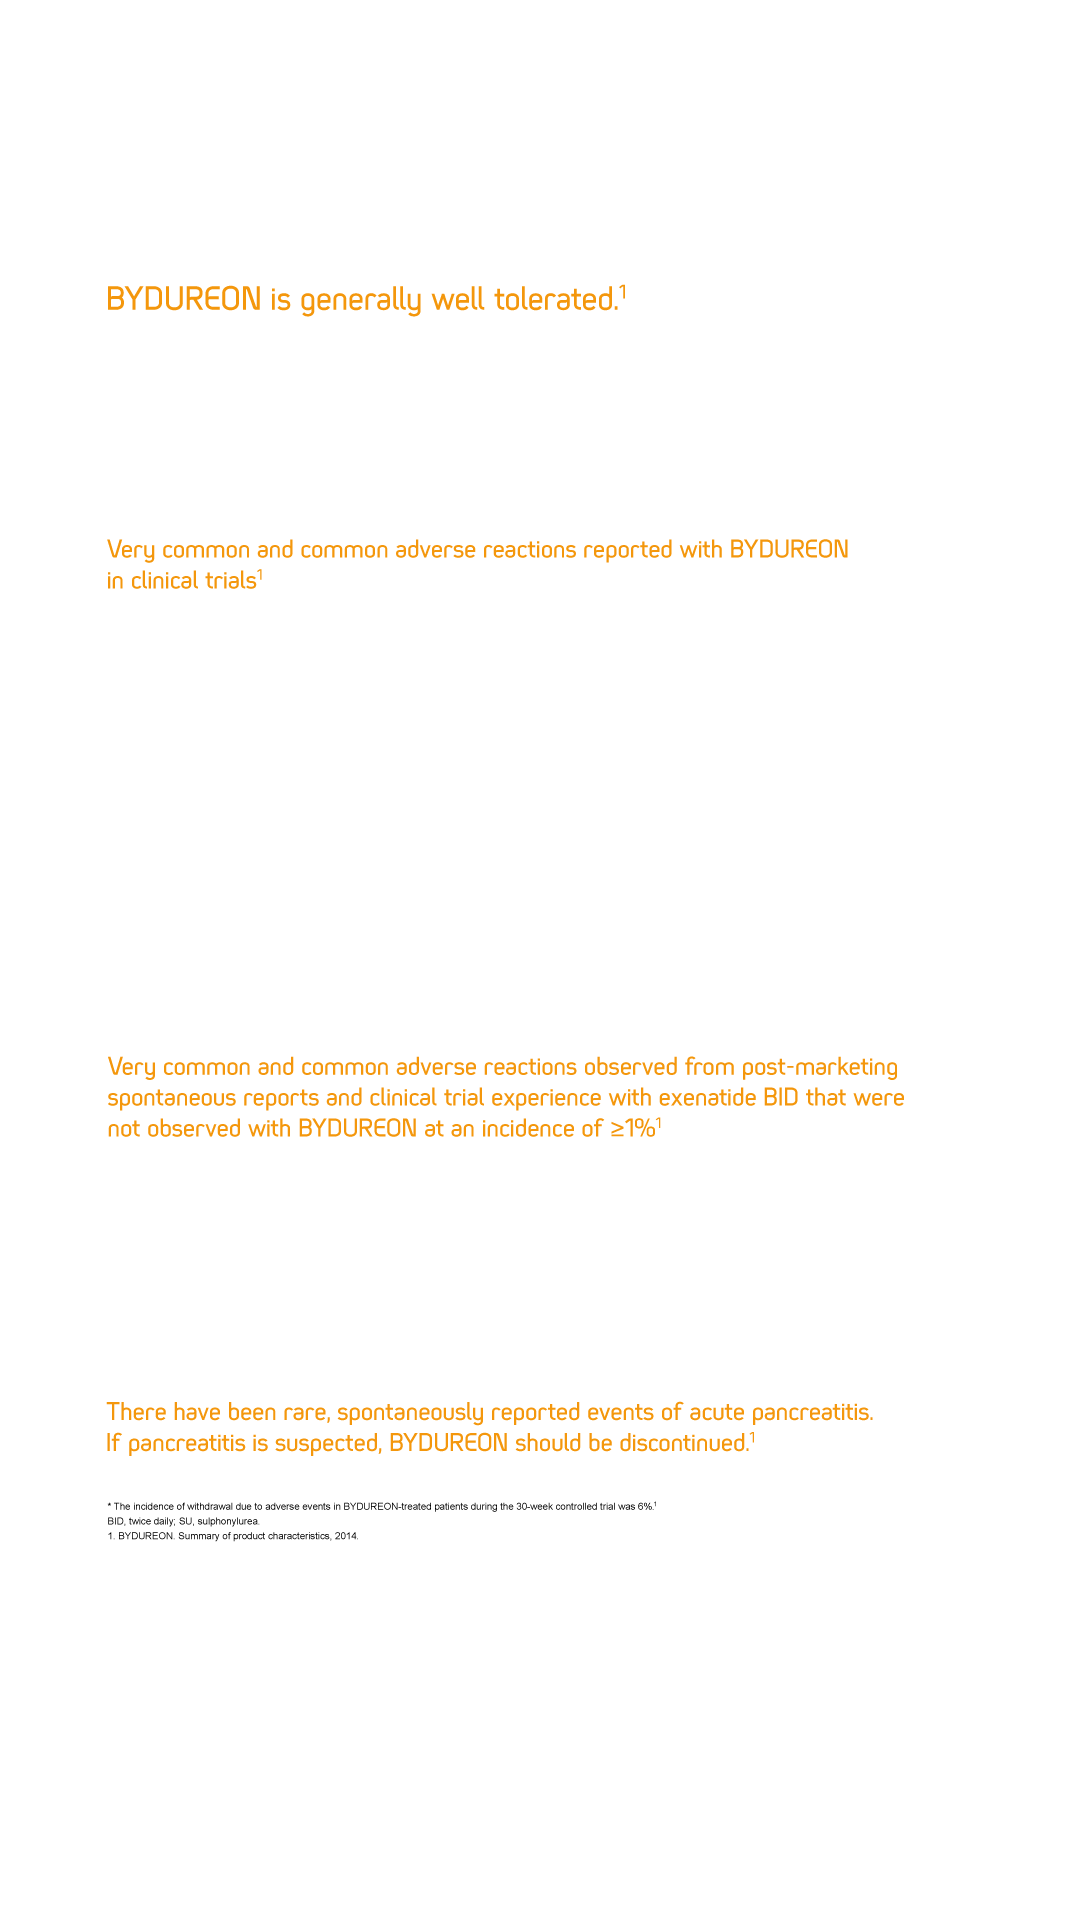 BYDUREON is generally well tolerated.1
Very common and common adverse reactions reported with BYDUREON
in clinical trials1
Very common and common adverse reactions observed from post-marketing
spontaneous reports and clinical trial experience with exenatide BID that were
not observed with BYDUREON at an incidence of ≥1%1
There have been rare, spontaneously reported events of acute pancreatitis.
If pancreatitis is suspected, BYDUREON should be discontinued.1
* The incidence of withdrawal due to adverse events in BYDUREON-treated patients during the 30-week controlled trial was 6%.1
BID, twice daily; SU, sulphonylurea.
1. BYDUREON. Summary of product characteristics, 2014.